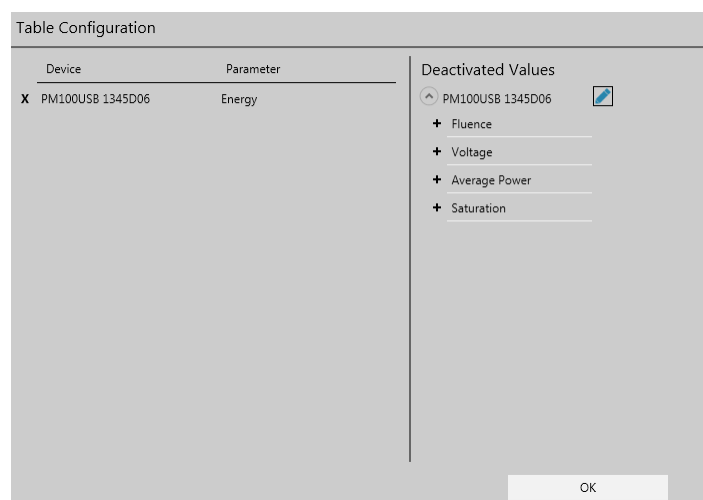 Table Configuration
Device Parameter
X PM100USB 1345D06 Energy
Deactivated Values
PM100USB 1345D06
+ Fluence
+ Voltage
+ Average Power
+ Saturation
OK